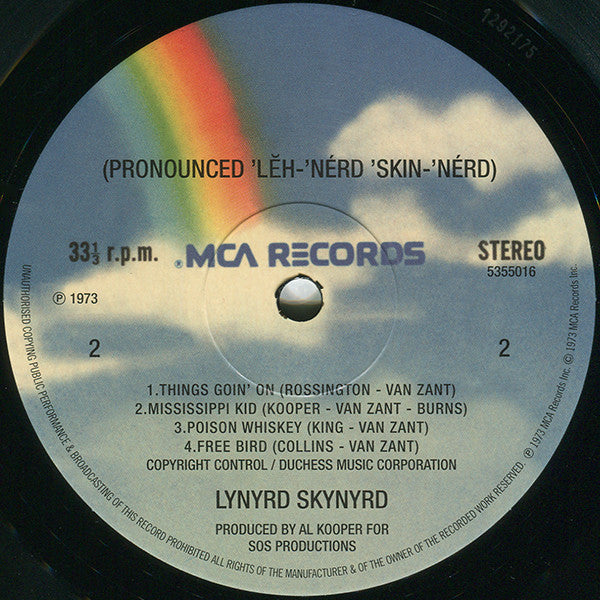 1292175
(PRONOUNCED 'LĔH-'NÉRD 'SKIN-'NÉRD)
33⅓ r.p.m.
®MCA RECORDS
STEREO
5355016
℗ 1973
2
2
1.THINGS GOIN' ON (ROSSINGTON - VAN ZANT)
2.MISSISSIPPI KID (KOOPER - VAN ZANT - BURNS)
3.POISON WHISKEY (KING - VAN ZANT)
4.FREE BIRD (COLLINS - VAN ZANT)
COPYRIGHT CONTROL / DUCHESS MUSIC CORPORATION
LYNYRD SKYNYRD
PRODUCED BY AL KOOPER FOR
SOS PRODUCTIONS
UNAUTHORISED COPYING PUBLIC PERFORMANCE & BROADCASTING OF THIS RECORD PROHIBITED ALL RIGHTS OF THE MANUFACTURER & OF THE OWNER OF THE RECORDED WORK RESERVED. ℗ 1973 MCA Records Inc. © 1973 MCA Records Inc.